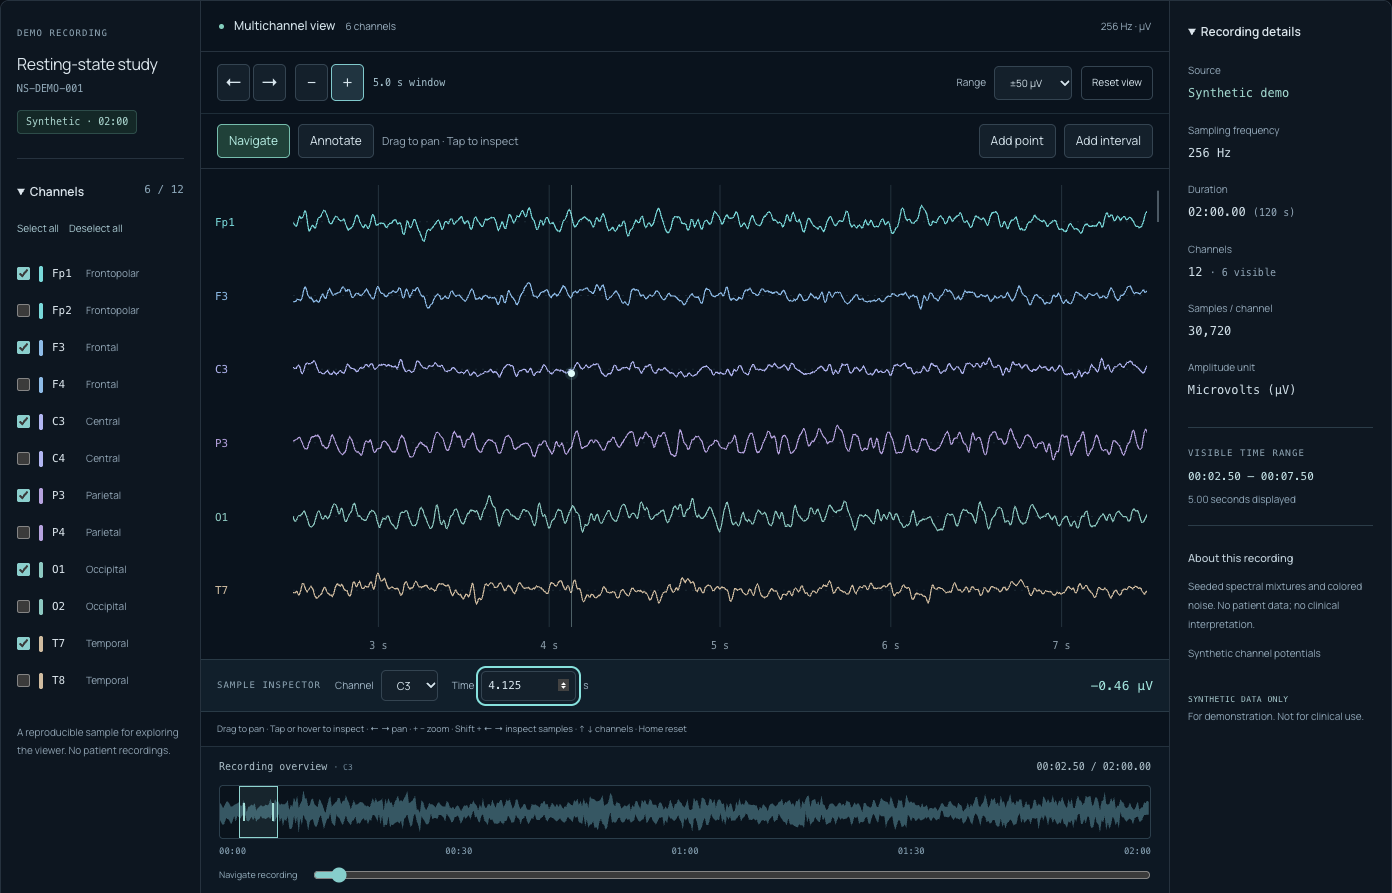 DEMO RECORDING
Resting-state study
NS-DEMO-001
Synthetic · 02:00
Channels 6 / 12
Select all Deselect all
Fp1 Frontopolar
Fp2 Frontopolar
F3 Frontal
F4 Frontal
C3 Central
C4 Central
P3 Parietal
P4 Parietal
O1 Occipital
O2 Occipital
T7 Temporal
T8 Temporal
A reproducible sample for exploring
the viewer. No patient recordings.
Multichannel view 6 channels 256 Hz · µV
← → − + 5.0 s window Range ±50 µV Reset view
Navigate Annotate Drag to pan · Tap to inspect Add point Add interval
Fp1
F3
C3
P3
O1
T7
3 s 4 s 5 s 6 s 7 s
SAMPLE INSPECTOR Channel C3 Time 4.125 s −0.46 µV
Drag to pan · Tap or hover to inspect · ← → pan · + − zoom · Shift + ← → inspect samples · ↑ ↓ channels · Home reset
Recording overview · C3 00:02.50 / 02:00.00
00:00 00:30 01:00 01:30 02:00
Navigate recording
Recording details
Source
Synthetic demo
Sampling frequency
256 Hz
Duration
02:00.00 (120 s)
Channels
12 · 6 visible
Samples / channel
30,720
Amplitude unit
Microvolts (µV)
VISIBLE TIME RANGE
00:02.50 — 00:07.50
5.00 seconds displayed
About this recording
Seeded spectral mixtures and colored
noise. No patient data; no clinical
interpretation.
Synthetic channel potentials
SYNTHETIC DATA ONLY
For demonstration. Not for clinical use.